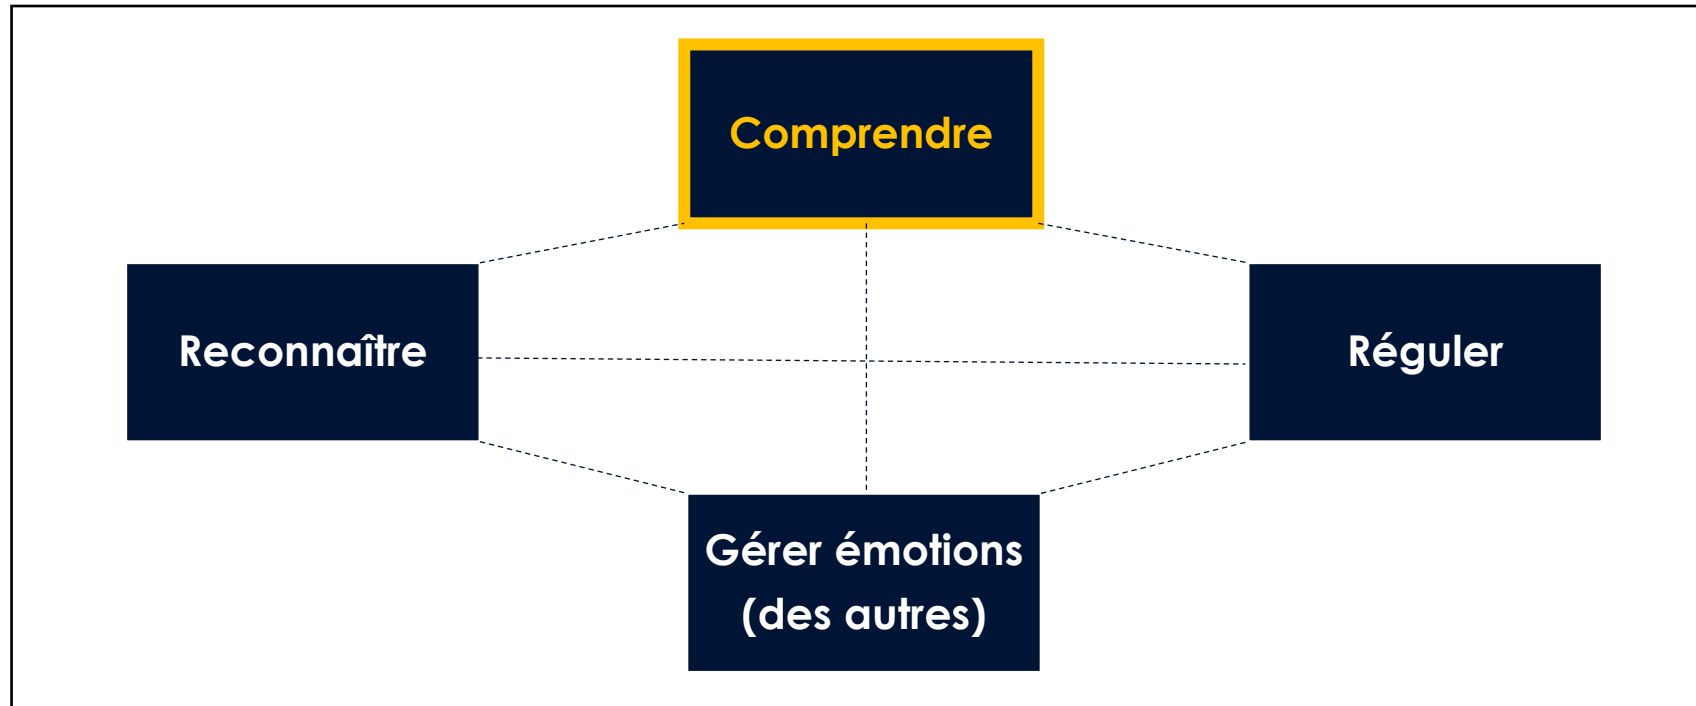 Comprendre
Reconnaître
Réguler
Gérer émotions
(des autres)